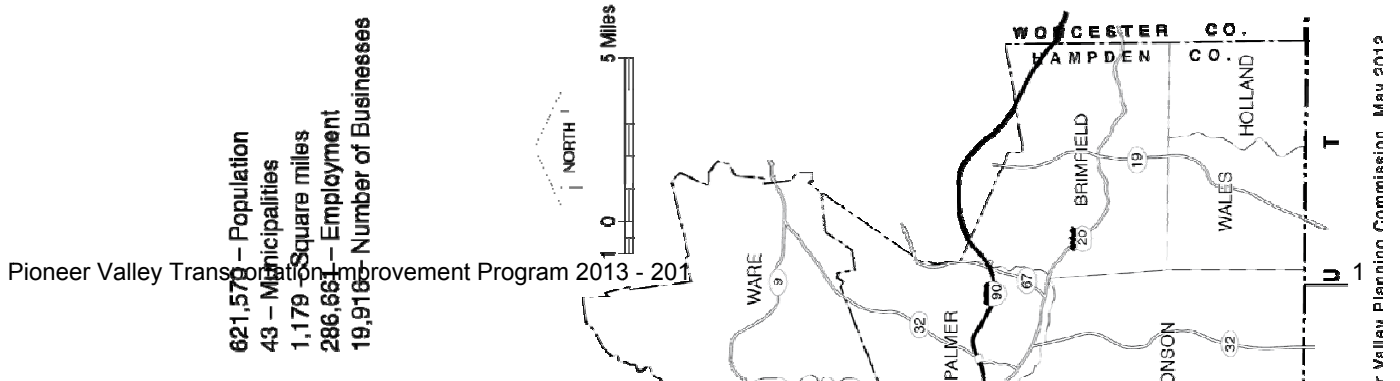 621,570 – Population
43 – Municipalities
1,179 – Square miles
286,661 – Employment
19,916 – Number of Businesses
Pioneer Valley Transportation Improvement Program 2013 - 201
1
NORTH
1 0 5 Miles
WORCESTER CO.
HAMPDEN CO.
HOLLAND
BRIMFIELD
WALES
WARE
PALMER
ONSON
9
32
90
67
20
19
32
U T
Valley Planning Commission, May 2012